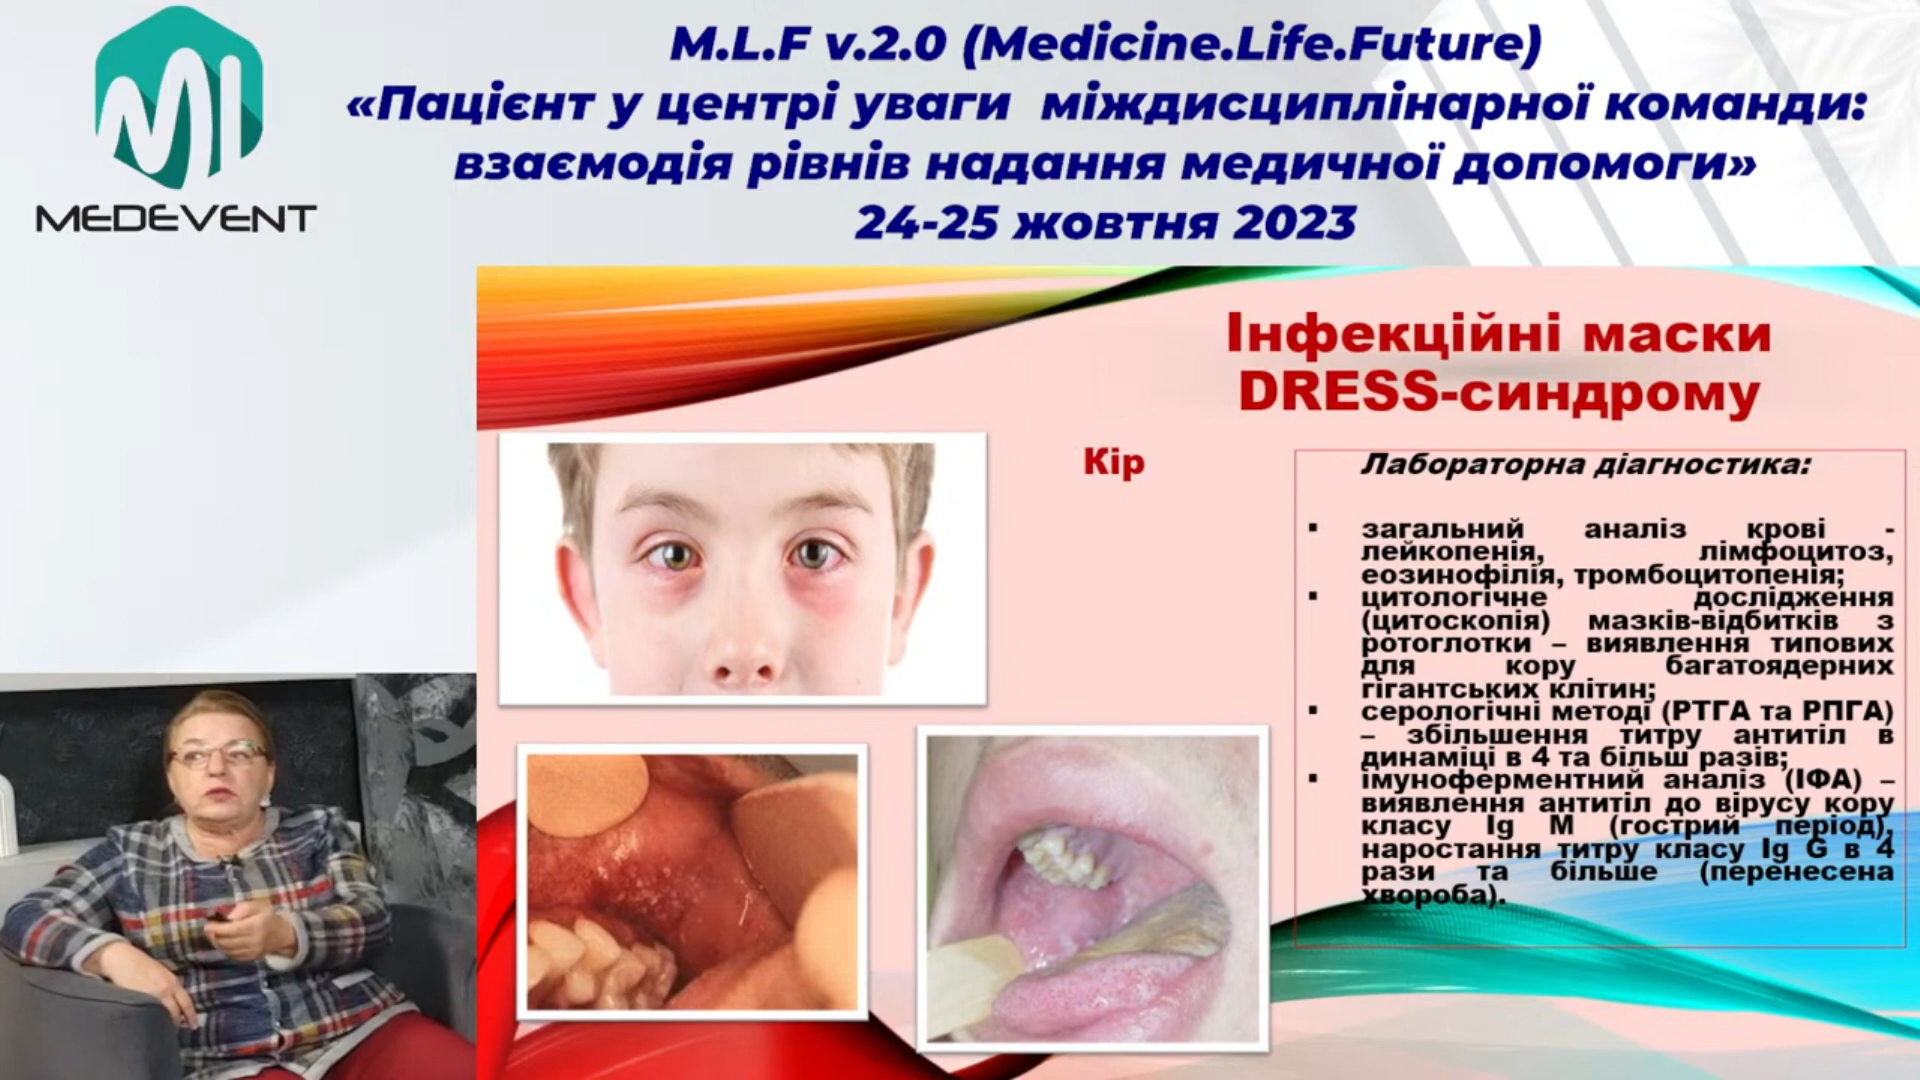 M.L.F v.2.0 (Medicine.Life.Future)
«Пацієнт у центрі уваги міждисциплінарної команди:
взаємодія рівнів надання медичної допомоги»
24-25 жовтня 2023
MEDEVENT
Інфекційні маски
DRESS-синдрому
Кір
Лабораторна діагностика:
▪ загальний аналіз крові -
лейкопенія, лімфоцитоз,
еозинофілія, тромбоцитопенія;
▪ цитологічне дослідження
(цитоскопія) мазків-відбитків з
ротоглотки – виявлення типових
для кору багатоядерних
гігантських клітин;
▪ серологічні методі (РТГА та РПГА)
– збільшення титру антитіл в
динаміці в 4 та більш разів;
▪ імуноферментний аналіз (ІФА) –
виявлення антитіл до вірусу кору
класу Ig М (гострий період),
наростання титру класу Ig G в 4
рази та більше (перенесена
хвороба).